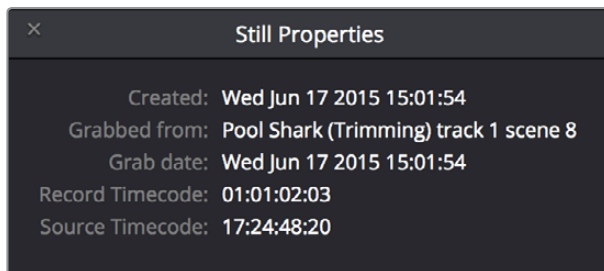 Still Properties
Created: Wed Jun 17 2015 15:01:54
Grabbed from: Pool Shark (Trimming) track 1 scene 8
Grab date: Wed Jun 17 2015 15:01:54
Record Timecode: 01:01:02:03
Source Timecode: 17:24:48:20